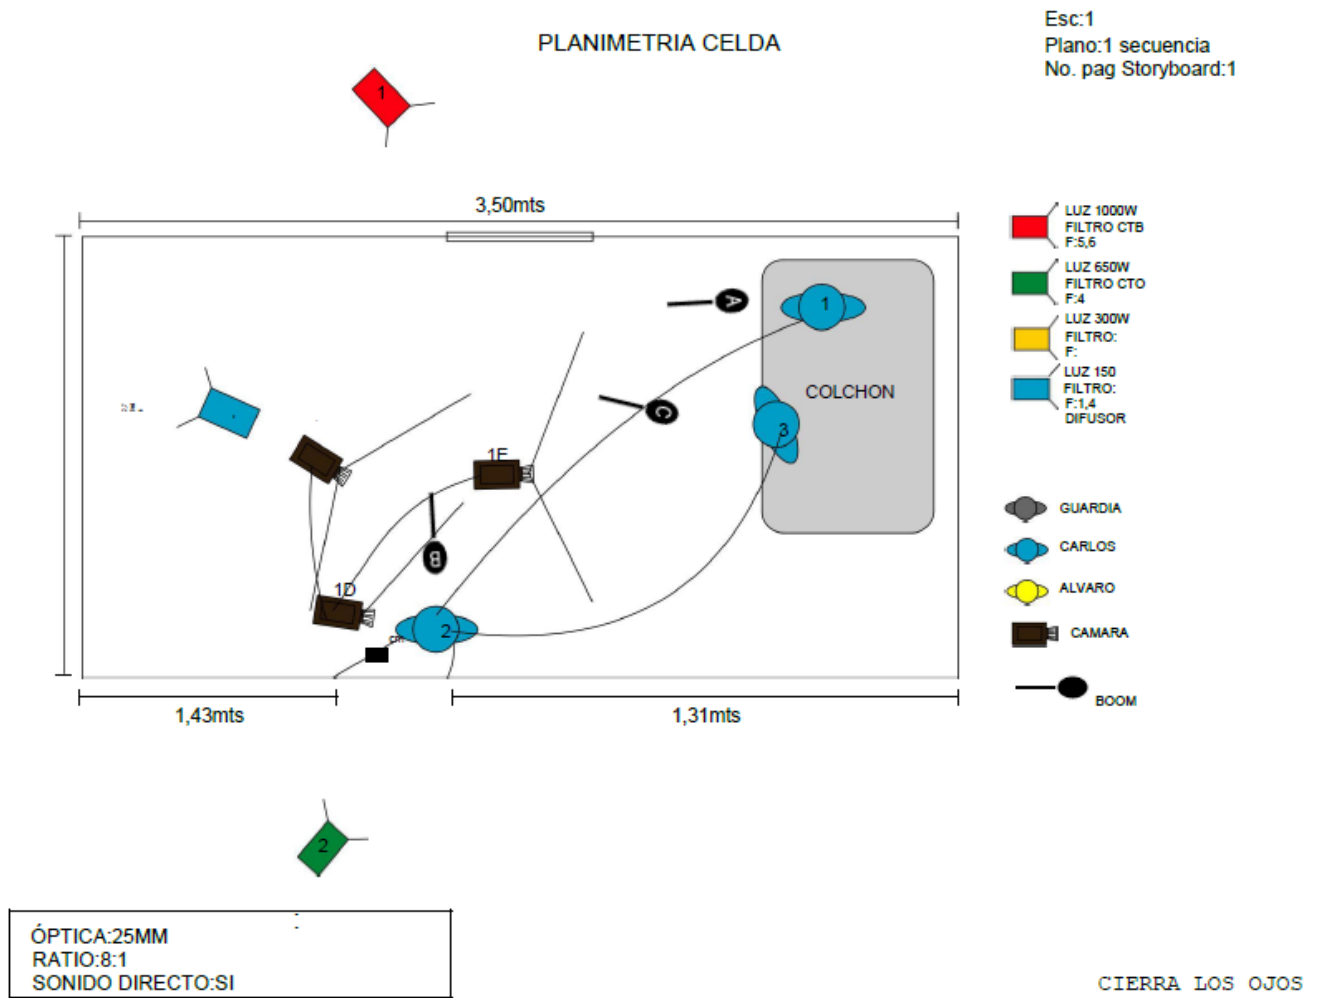 PLANIMETRIA CELDA
Esc:1
Plano:1 secuencia
No. pag Storyboard:1
1
3,50mts
LUZ 1000W
FILTRO CTB
F:5,6
LUZ 650W
FILTRO CTO
F:4
LUZ 300W
FILTRO:
F:
LUZ 150
FILTRO:
F:1,4
DIFUSOR
A
1
COLCHON
C
3
1E
B
1D
2
cm
GUARDIA
CARLOS
ALVARO
CAMARA
BOOM
1,43mts
1,31mts
2
ÓPTICA:25MM
RATIO:8:1
SONIDO DIRECTO:SI
CIERRA LOS OJOS